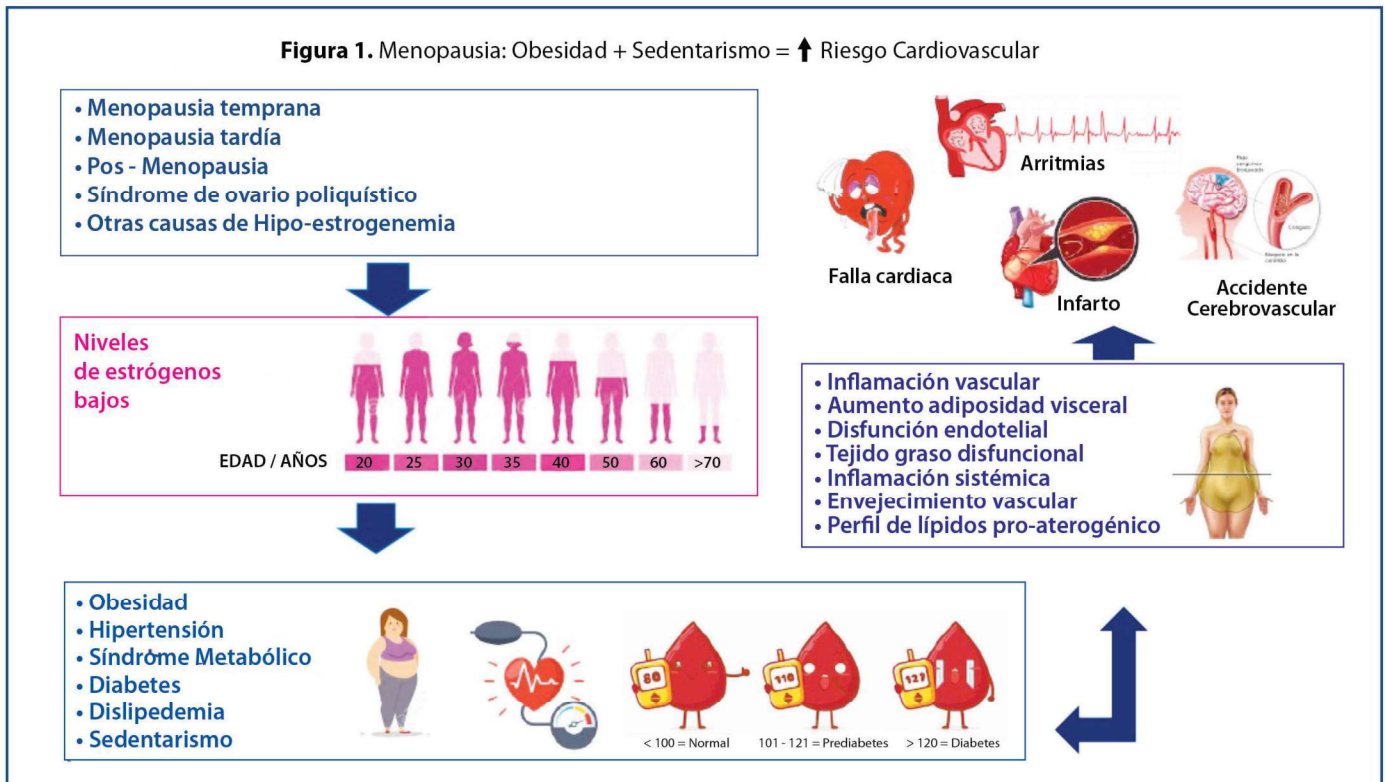 Figura 1. Menopausia: Obesidad + Sedentarismo = ↑ Riesgo Cardiovascular
• Menopausia temprana
• Menopausia tardía
• Pos - Menopausia
• Síndrome de ovario poliquístico
• Otras causas de Hipo-estrogenemia
Niveles
de estrógenos
bajos
EDAD / AÑOS 20 25 30 35 40 50 60 >70
• Obesidad
• Hipertensión
• Síndrome Metabólico
• Diabetes
• Dislipedemia
• Sedentarismo
80
110
127
< 100 = Normal
101 - 121 = Prediabetes
> 120 = Diabetes
• Inflamación vascular
• Aumento adiposidad visceral
• Disfunción endotelial
• Tejido graso disfuncional
• Inflamación sistémica
• Envejecimiento vascular
• Perfil de lípidos pro-aterogénico
Arritmias
Falla cardiaca
Infarto
Accidente
Cerebrovascular